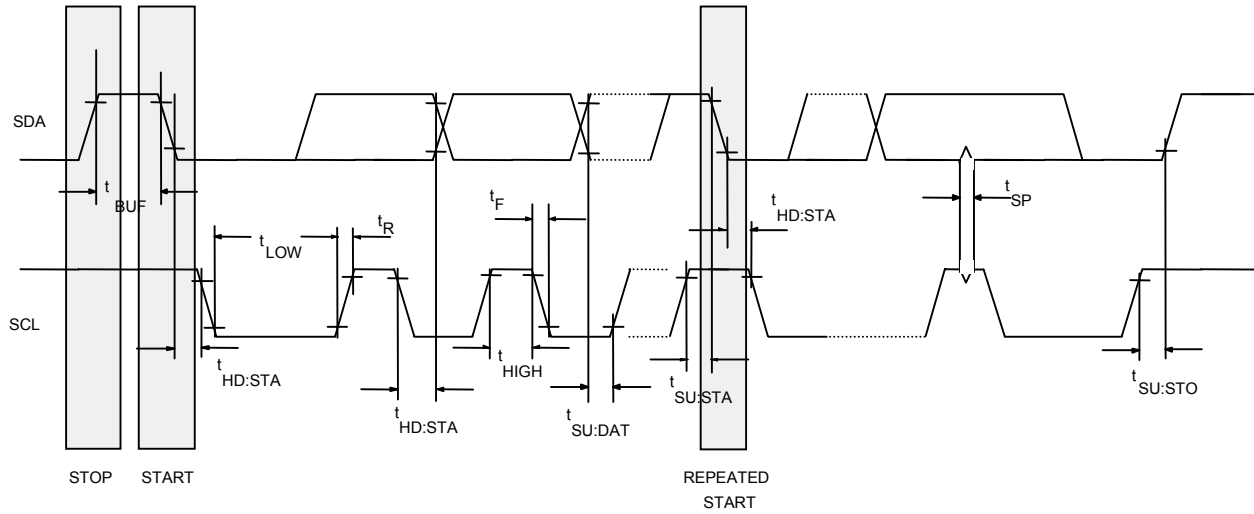 SDA
t BUF
t F
t R
t LOW
t HD:STA
t SP
SCL
t HD:STA
t HIGH
t SU:STA
t SU:STO
t HD:STA
t SU:DAT
STOP
START
REPEATED
START